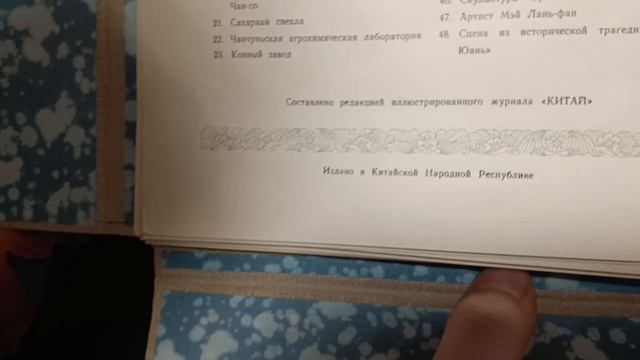 Чан-со
21. Сахарная свекла
22. Чанчуньская агрохимическая лаборатория
23. Конный завод
47. Артист Мэй Лань-фан
48. Сцена из исторической
Юань»
Составлено редакцией иллюстрированного журнала «КИТАЙ»
Издано в Китайской Народной Республике